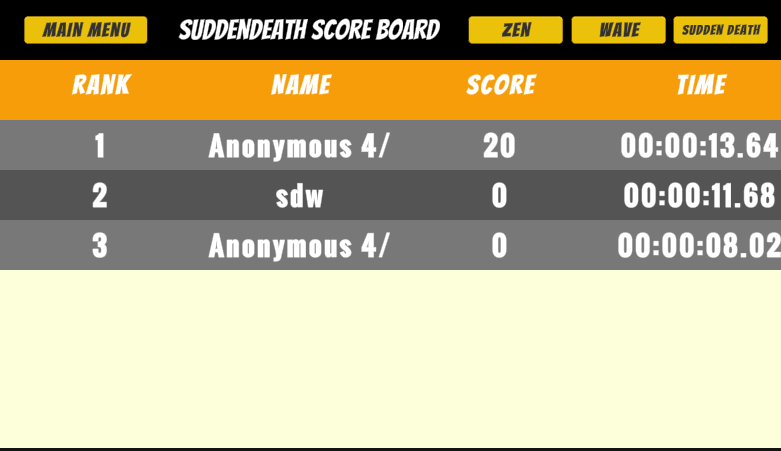 MAIN MENU SUDDENDEATH SCORE BOARD ZEN WAVE SUDDEN DEATH
RANK NAME SCORE TIME
1 Anonymous 4/ 20 00:00:13.64
2 sdw 0 00:00:11.68
3 Anonymous 4/ 0 00:00:08.02